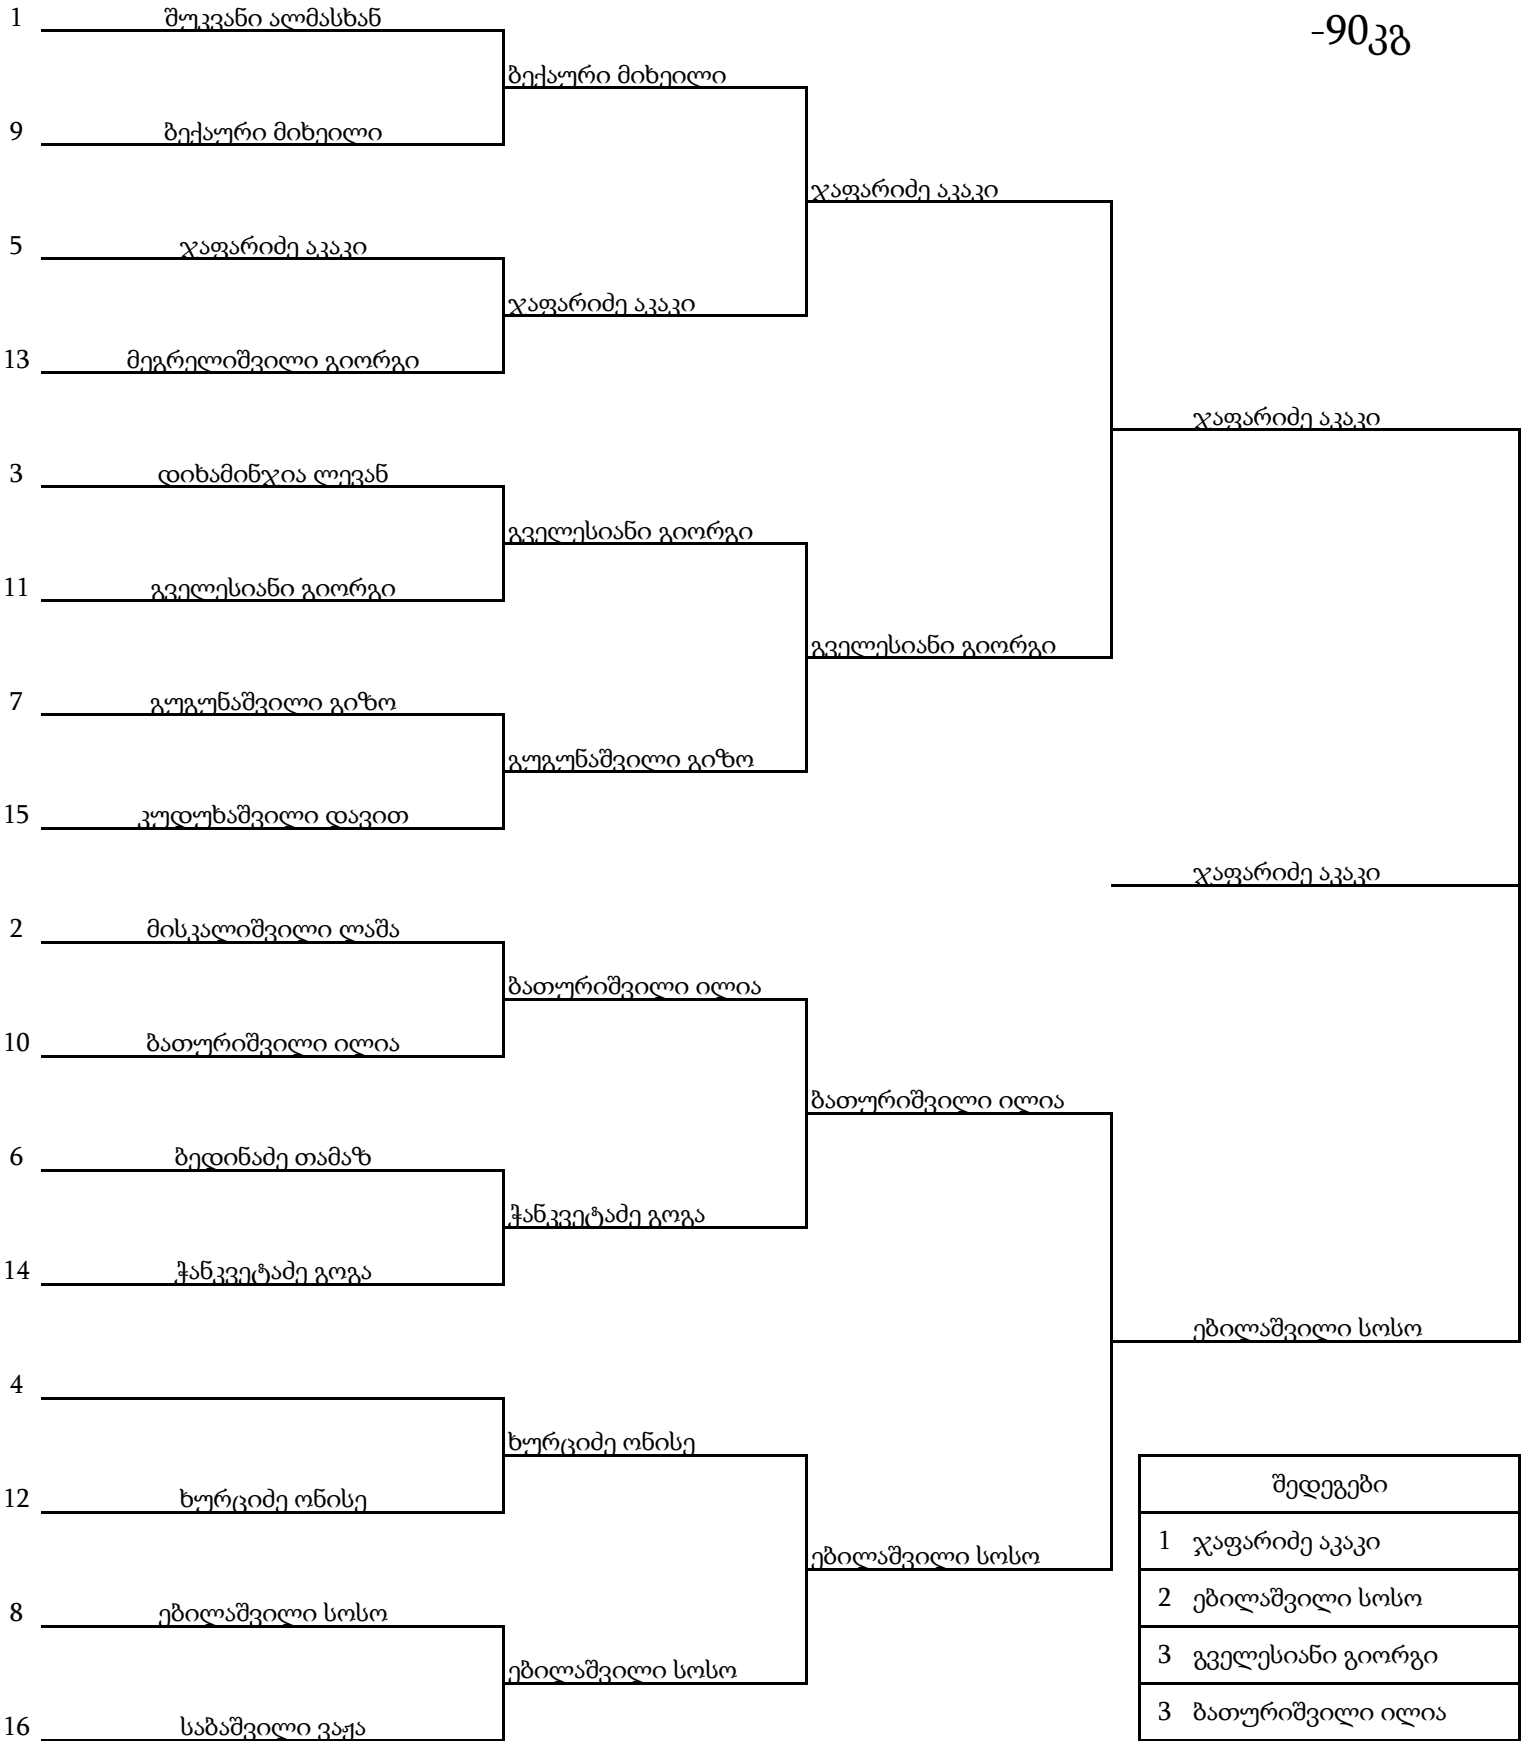 -90კგ
1 შუკვანი ალმასხან
ბექაური მიხეილი
9 ბექაური მიხეილი
ჯაფარიძე აკაკი
5 ჯაფარიძე აკაკი
ჯაფარიძე აკაკი
13 მეგრელიშვილი გიორგი
ჯაფარიძე აკაკი
3 დიხამინჯია ლევან
გველესიანი გიორგი
11 გველესიანი გიორგი
გველესიანი გიორგი
7 გუგუნაშვილი გიზო
გუგუნაშვილი გიზო
15 კუდუხაშვილი დავით
ჯაფარიძე აკაკი
2 მისკალიშვილი ლაშა
ბათურიშვილი ილია
10 ბათურიშვილი ილია
ბათურიშვილი ილია
6 ბედინაძე თამაზ
ჭანკვეტაძე გოგა
14 ჭანკვეტაძე გოგა
ებილაშვილი სოსო
4
ხურციძე ონისე
12 ხურციძე ონისე
ებილაშვილი სოსო
8 ებილაშვილი სოსო
ებილაშვილი სოსო
16 საბაშვილი ვაჟა
შედეგები
1 ჯაფარიძე აკაკი
2 ებილაშვილი სოსო
3 გველესიანი გიორგი
3 ბათურიშვილი ილია